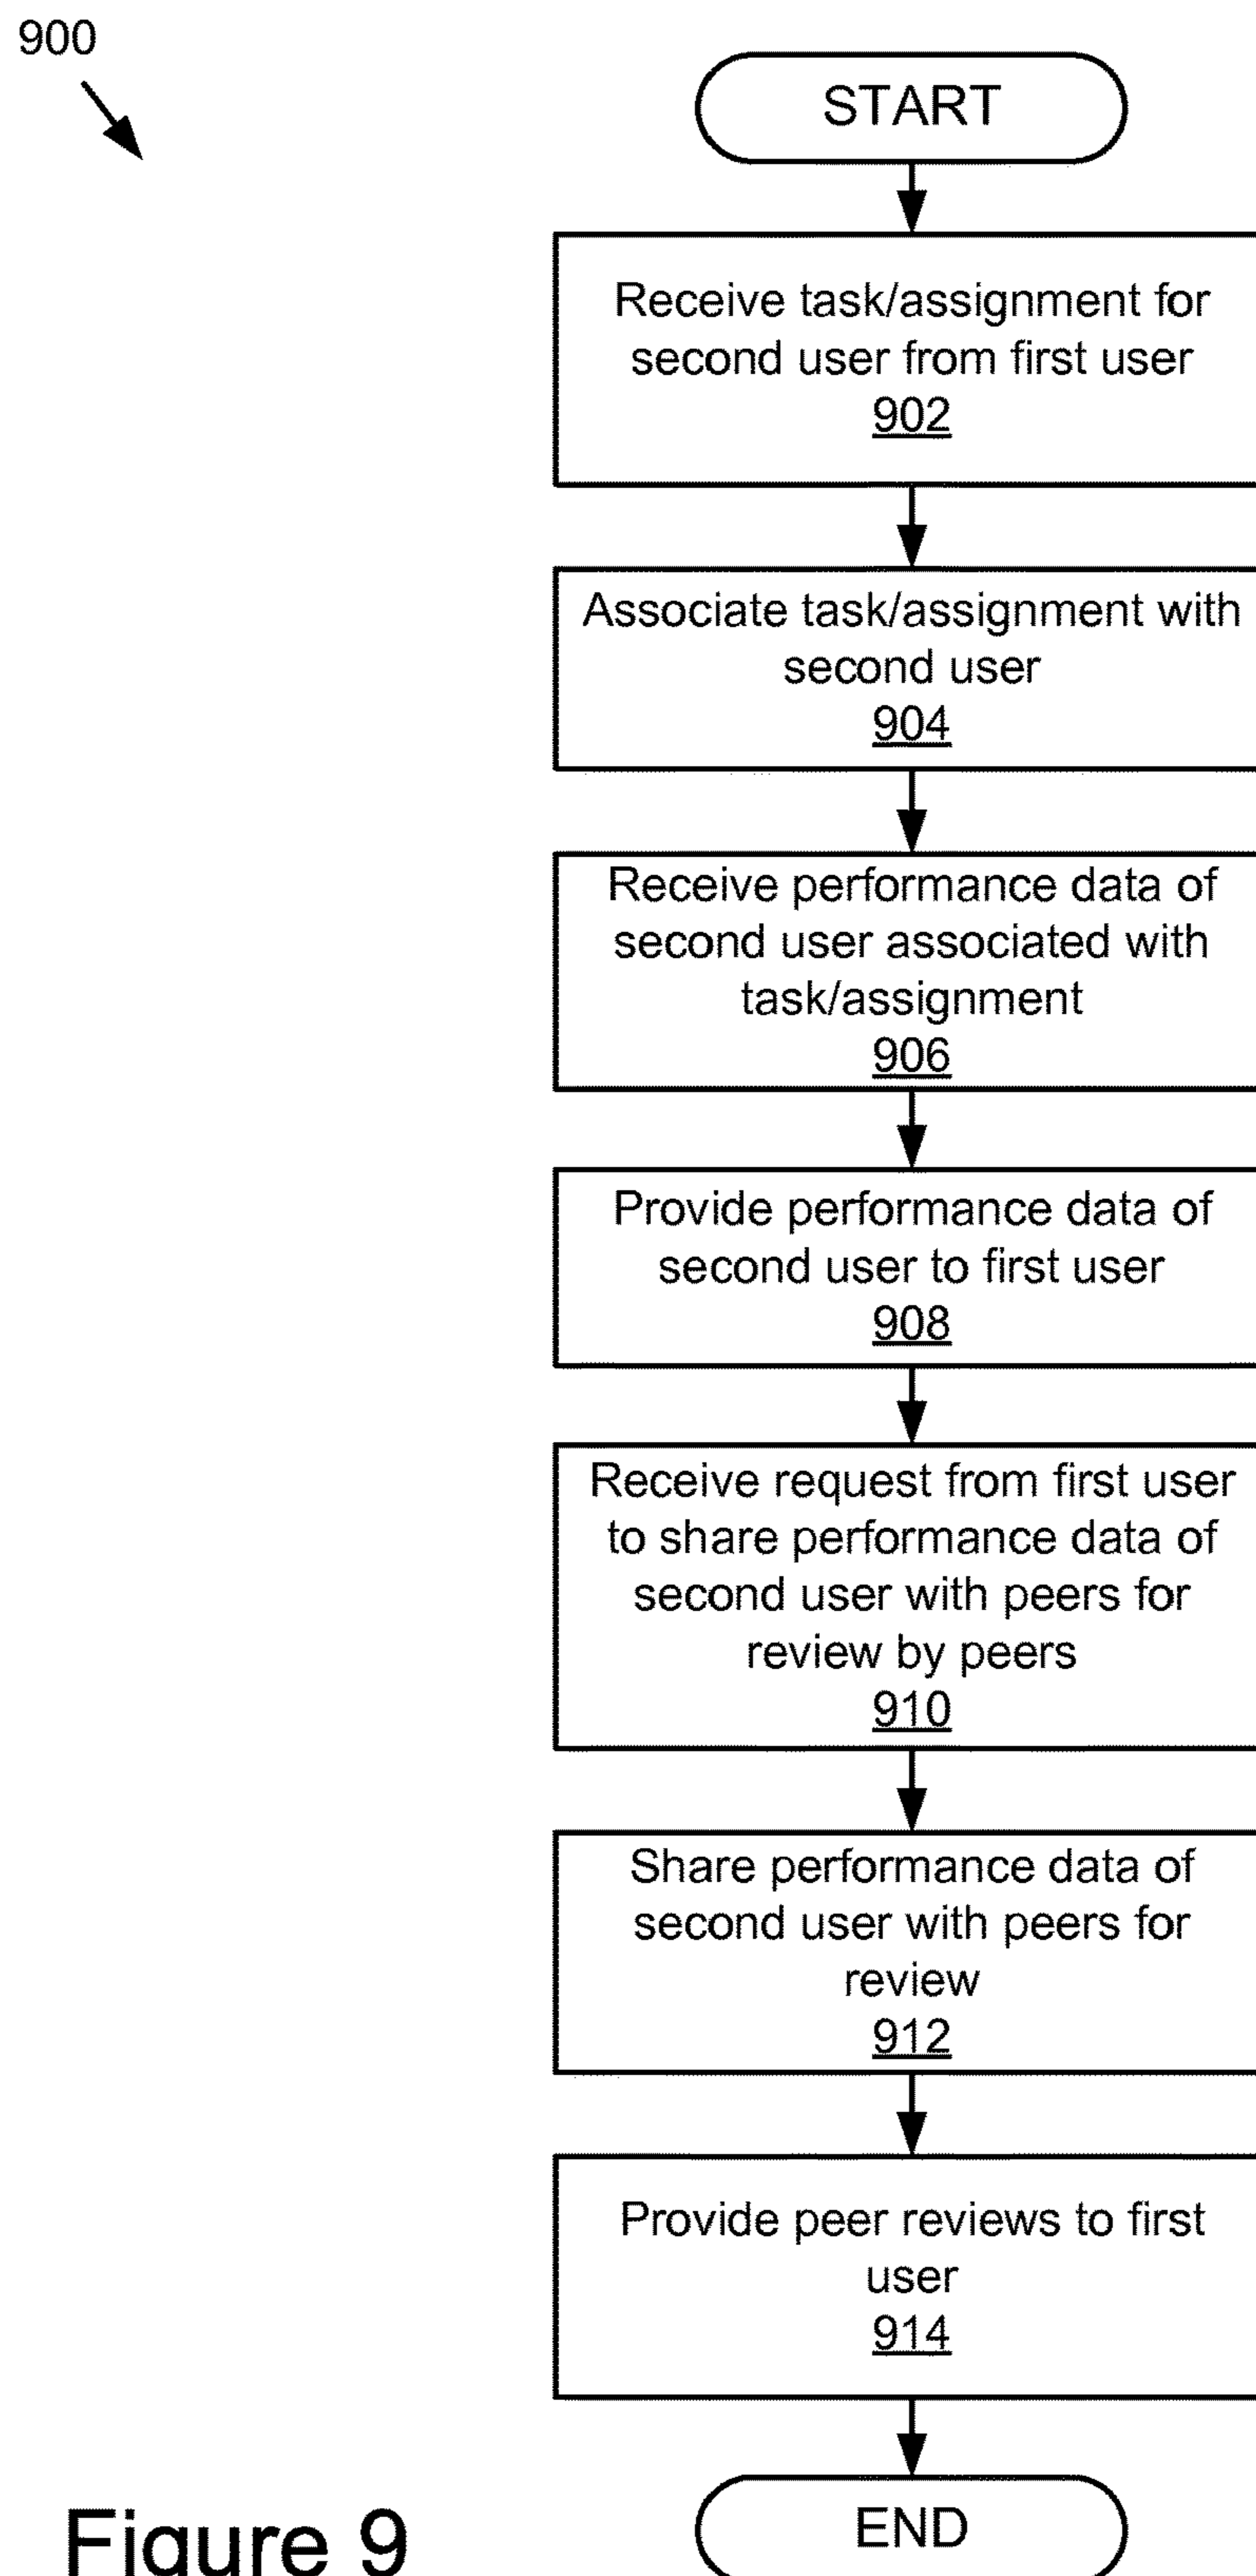 900
START
Receive task/assignment for
second user from first user
902
Associate task/assignment with
second user
904
Receive performance data of
second user associated with
task/assignment
906
Provide performance data of
second user to first user
908
Receive request from first user
to share performance data of
second user with peers for
review by peers
910
Share performance data of
second user with peers for
review
912
Provide peer reviews to first
user
914
END
Figure 9